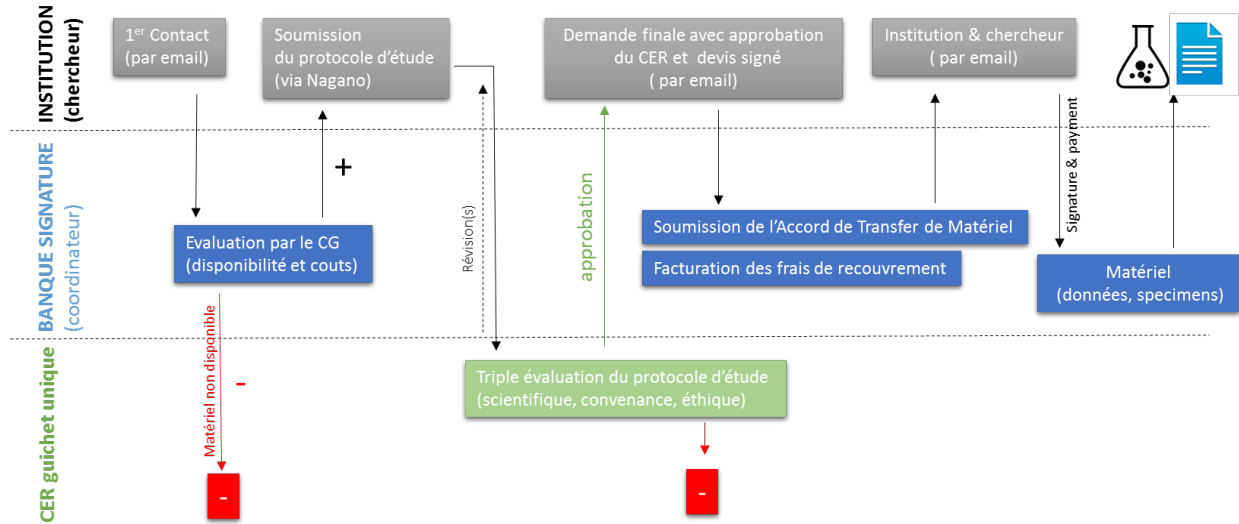 INSTITUTION
(chercheur)
1er Contact
(par email)
Soumission
du protocole d'étude
(via Nagano)
Demande finale avec approbation
du CER et devis signé
( par email)
Institution & chercheur
( par email)
BANQUE SIGNATURE
(coordinateur)
+
Evaluation par le CG
(disponibilité et couts)
Révision(s)
approbation
Soumission de l'Accord de Transfer de Matériel
Facturation des frais de recouvrement
Signature & payment
Matériel
(données, specimens)
CER guichet unique
Matériel non disponible
-
-
Triple évaluation du protocole d'étude
(scientifique, convenance, éthique)
-